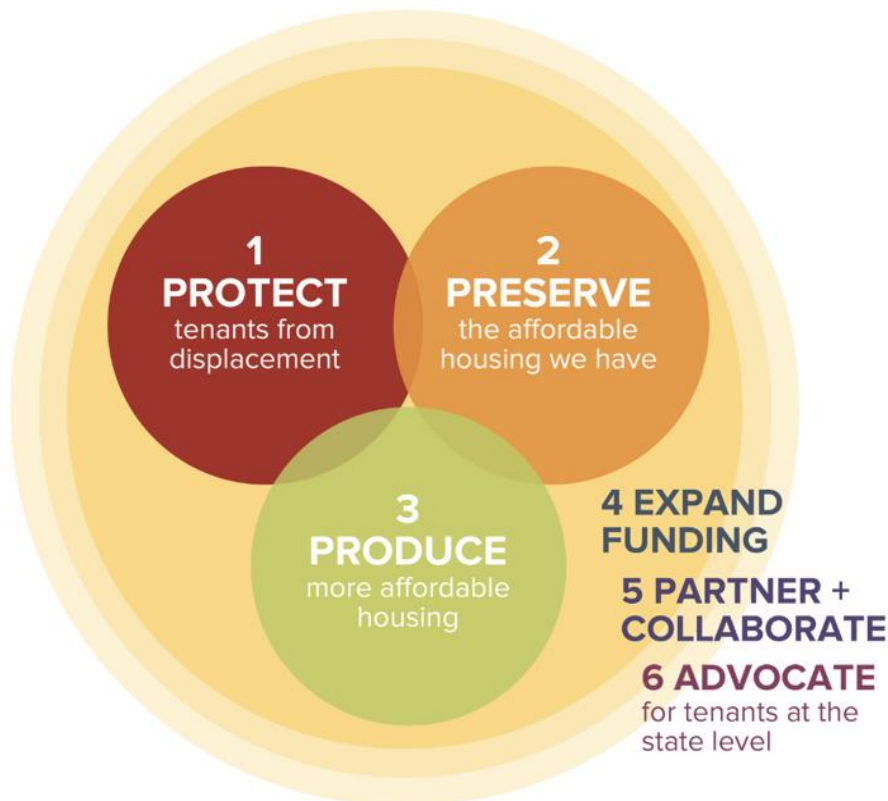 1
PROTECT
tenants from
displacement
2
PRESERVE
the affordable
housing we have
3
PRODUCE
more affordable
housing
4 EXPAND
FUNDING
5 PARTNER +
COLLABORATE
6 ADVOCATE
for tenants at the
state level